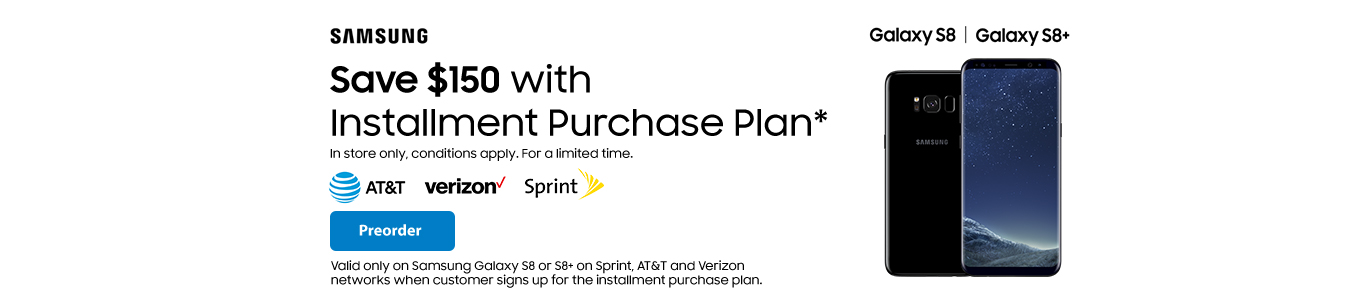 SAMSUNG
Galaxy S8 | Galaxy S8+
Save $150 with
Installment Purchase Plan*
In store only, conditions apply. For a limited time.
AT&T verizon✓ Sprint
SAMSUNG
Preorder
Valid only on Samsung Galaxy S8 or S8+ on Sprint, AT&T and Verizon
networks when customer signs up for the installment purchase plan.